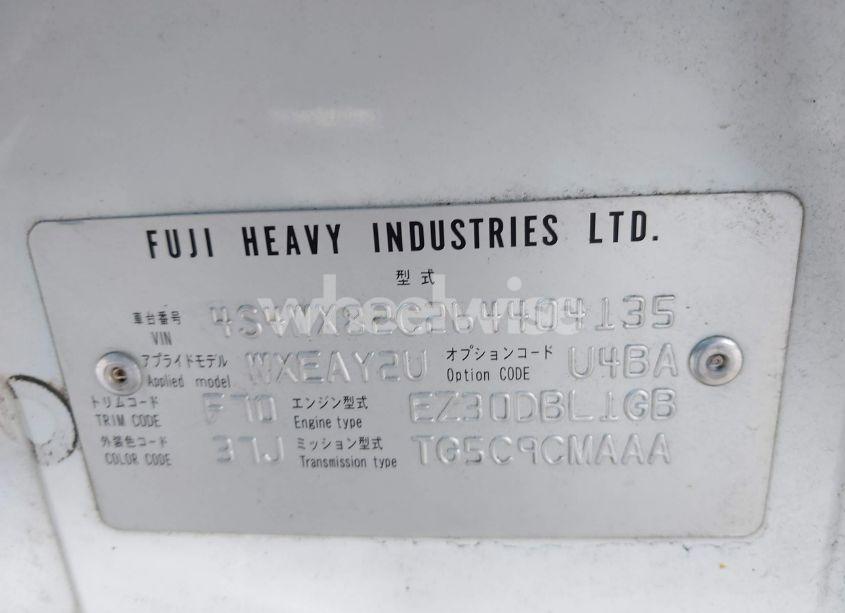 FUJI HEAVY INDUSTRIES LTD.
型式
車台番号 4S4WX82C264404135
VIN
アプライドモデル WXEAY2U オプションコード U4BA
Applied model Option CODE
トリムコード F70 エンジン型式 EZ30DBL1GB
TRIM CODE Engine type
外装色コード 37J ミッション型式 TG5C9CMAAA
COLOR CODE Transmission type